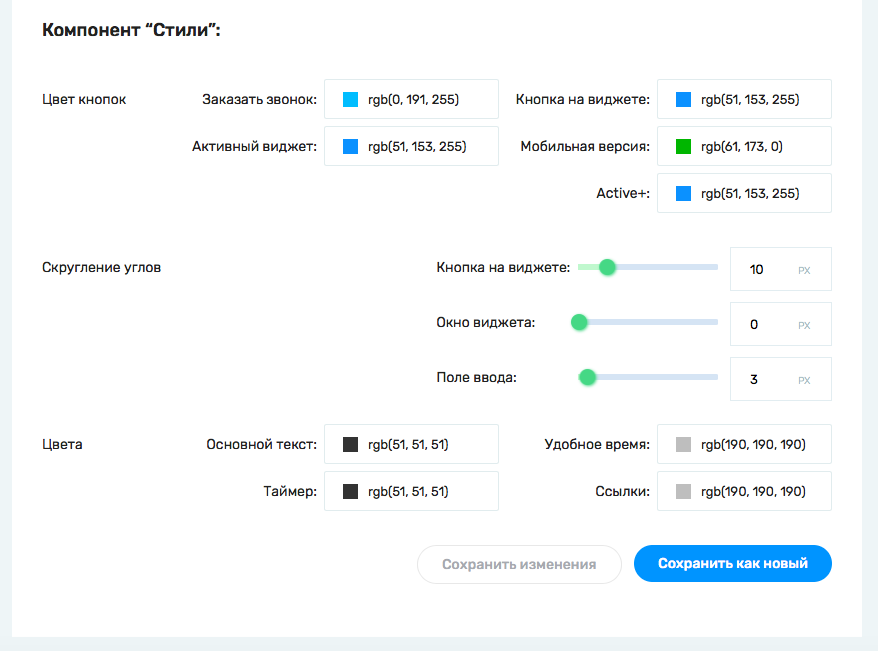 Компонент “Стили”:
Цвет кнопок Заказать звонок: rgb(0, 191, 255) Кнопка на виджете: rgb(51, 153, 255)
Активный виджет: rgb(51, 153, 255) Мобильная версия: rgb(61, 173, 0)
Active+: rgb(51, 153, 255)
Скругление углов Кнопка на виджете: 10 PX
Окно виджета: 0 PX
Поле ввода: 3 PX
Цвета Основной текст: rgb(51, 51, 51) Удобное время: rgb(190, 190, 190)
Таймер: rgb(51, 51, 51) Ссылки: rgb(190, 190, 190)
Сохранить изменения Сохранить как новый